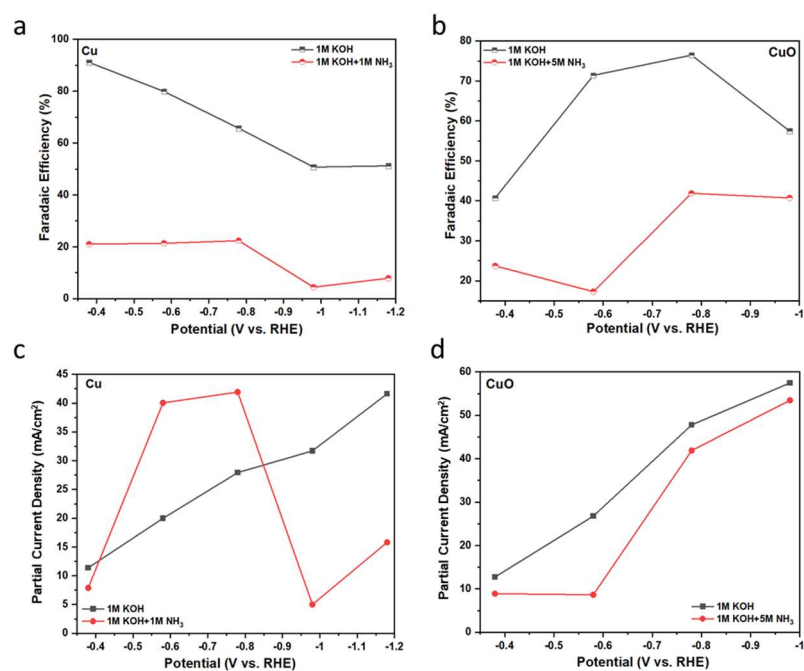 a
Cu
1M KOH
1M KOH+1M NH₃
100
80
60
40
20
0
Faradaic Efficiency (%)
-0.4 -0.5 -0.6 -0.7 -0.8 -0.9 -1 -1.1 -1.2
Potential (V vs. RHE)
b
CuO
1M KOH
1M KOH+5M NH₃
80
70
60
50
40
30
20
Faradaic Efficiency (%)
-0.4 -0.5 -0.6 -0.7 -0.8 -0.9 -1
Potential (V vs. RHE)
c
Cu
45
40
35
30
25
20
15
10
5
0
Partial Current Density (mA/cm²)
1M KOH
1M KOH+1M NH₃
-0.4 -0.5 -0.6 -0.7 -0.8 -0.9 -1 -1.1 -1.2
Potential (V vs. RHE)
d
CuO
60
50
40
30
20
10
0
Partial Current Density (mA/cm²)
1M KOH
1M KOH+5M NH₃
-0.4 -0.5 -0.6 -0.7 -0.8 -0.9 -1
Potential (V vs. RHE)